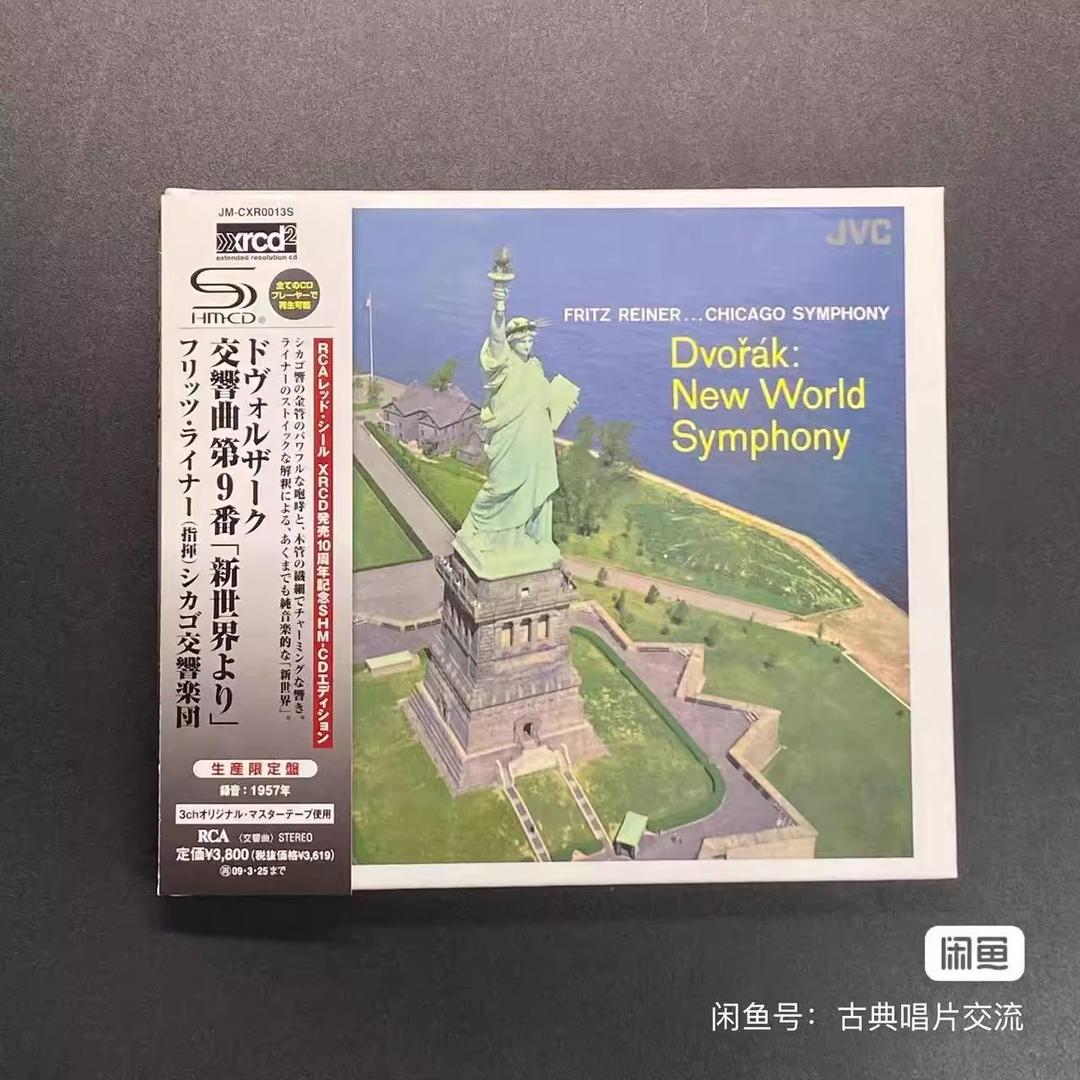 JM-CXR0013S
xrcd2
extended resolution cd
SHM-CD®
全てのCD
プレーヤーで
再生可能
RCAレッド・シール XRCD発売10周年記念SHM-CDエディション
シカゴ響の金管のパワフルな咆哮と、木管の繊細でチャーミングな響き。
ライナーのストイックな解釈による、あくまでも純音楽的な「新世界」。
ドヴォルザーク
交響曲 第9番「新世界より」
フリッツ・ライナー(指揮)シカゴ交響楽団
生産限定盤
録音:1957年
3chオリジナル・マスターテープ使用
RCA 〈交響曲〉 STEREO
定価¥3,800(税抜価格¥3,619)
再09・3・25まで
JVC
FRITZ REINER...CHICAGO SYMPHONY
Dvořák:
New World
Symphony
闲鱼
闲鱼号:古典唱片交流